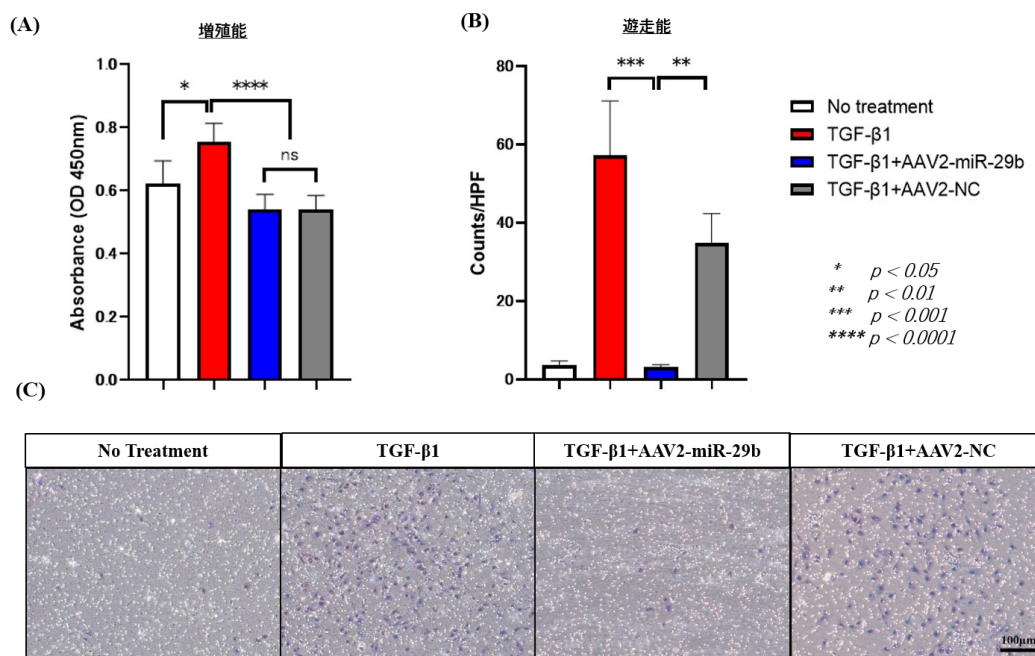 (A)
増殖能
Absorbance (OD 450nm)
1.0
0.8
0.6
0.4
0.2
0.0
*
****
ns
(B)
遊走能
Counts/HPF
80
60
40
20
0
***
**
No treatment
TGF-β1
TGF-β1+AAV2-miR-29b
TGF-β1+AAV2-NC
* p < 0.05
** p < 0.01
*** p < 0.001
**** p < 0.0001
(C)
No Treatment
TGF-β1
TGF-β1+AAV2-miR-29b
TGF-β1+AAV2-NC
100μm